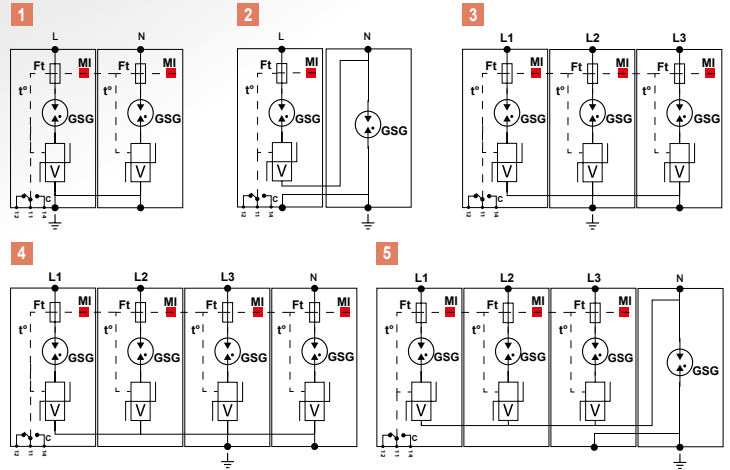 1
L N
Ft MI Ft MI
t° t°
GSG GSG
V V
C
12 11 14
2
L N
Ft MI
t°
GSG GSG
V
C
12 11 14
3
L1 L2 L3
Ft MI Ft MI Ft MI
t° t° t°
GSG GSG GSG
V V V
C
12 11 14
4
L1 L2 L3 N
Ft MI Ft MI Ft MI Ft MI
t° t° t° t°
GSG GSG GSG GSG
V V V V
C
12 11 14
5
L1 L2 L3 N
Ft MI Ft MI Ft MI
t° t° t°
GSG GSG GSG GSG
V V V
C
12 11 14